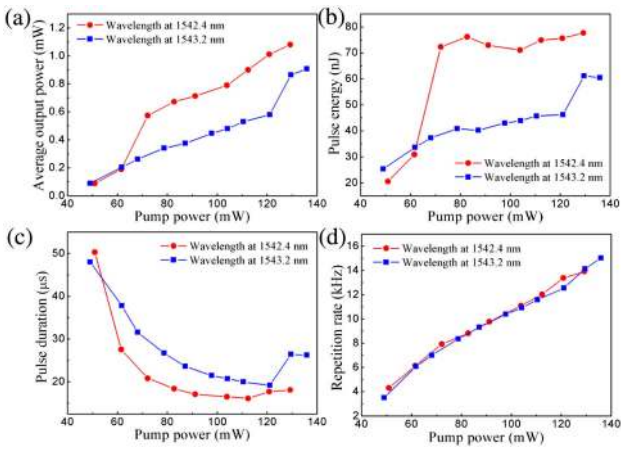 (a)
Wavelength at 1542.4 nm
Wavelength at 1543.2 nm
Average output power (mW)
1.2
1.0
0.8
0.6
0.4
0.2
0.0
40 60 80 100 120 140
Pump power (mW)
(b)
Pulse energy (nJ)
80
70
60
50
40
30
20
Wavelength at 1542.4 nm
Wavelength at 1543.2 nm
40 60 80 100 120 140
Pump power (mW)
(c)
Wavelength at 1542.4 nm
Wavelength at 1543.2 nm
Pulse duration (μs)
50
40
30
20
40 60 80 100 120 140
Pump power (mW)
(d)
Wavelength at 1542.4 nm
Wavelength at 1543.2 nm
Repetition rate (kHz)
16
14
12
10
8
6
4
2
40 60 80 100 120 140
Pump power (mW)